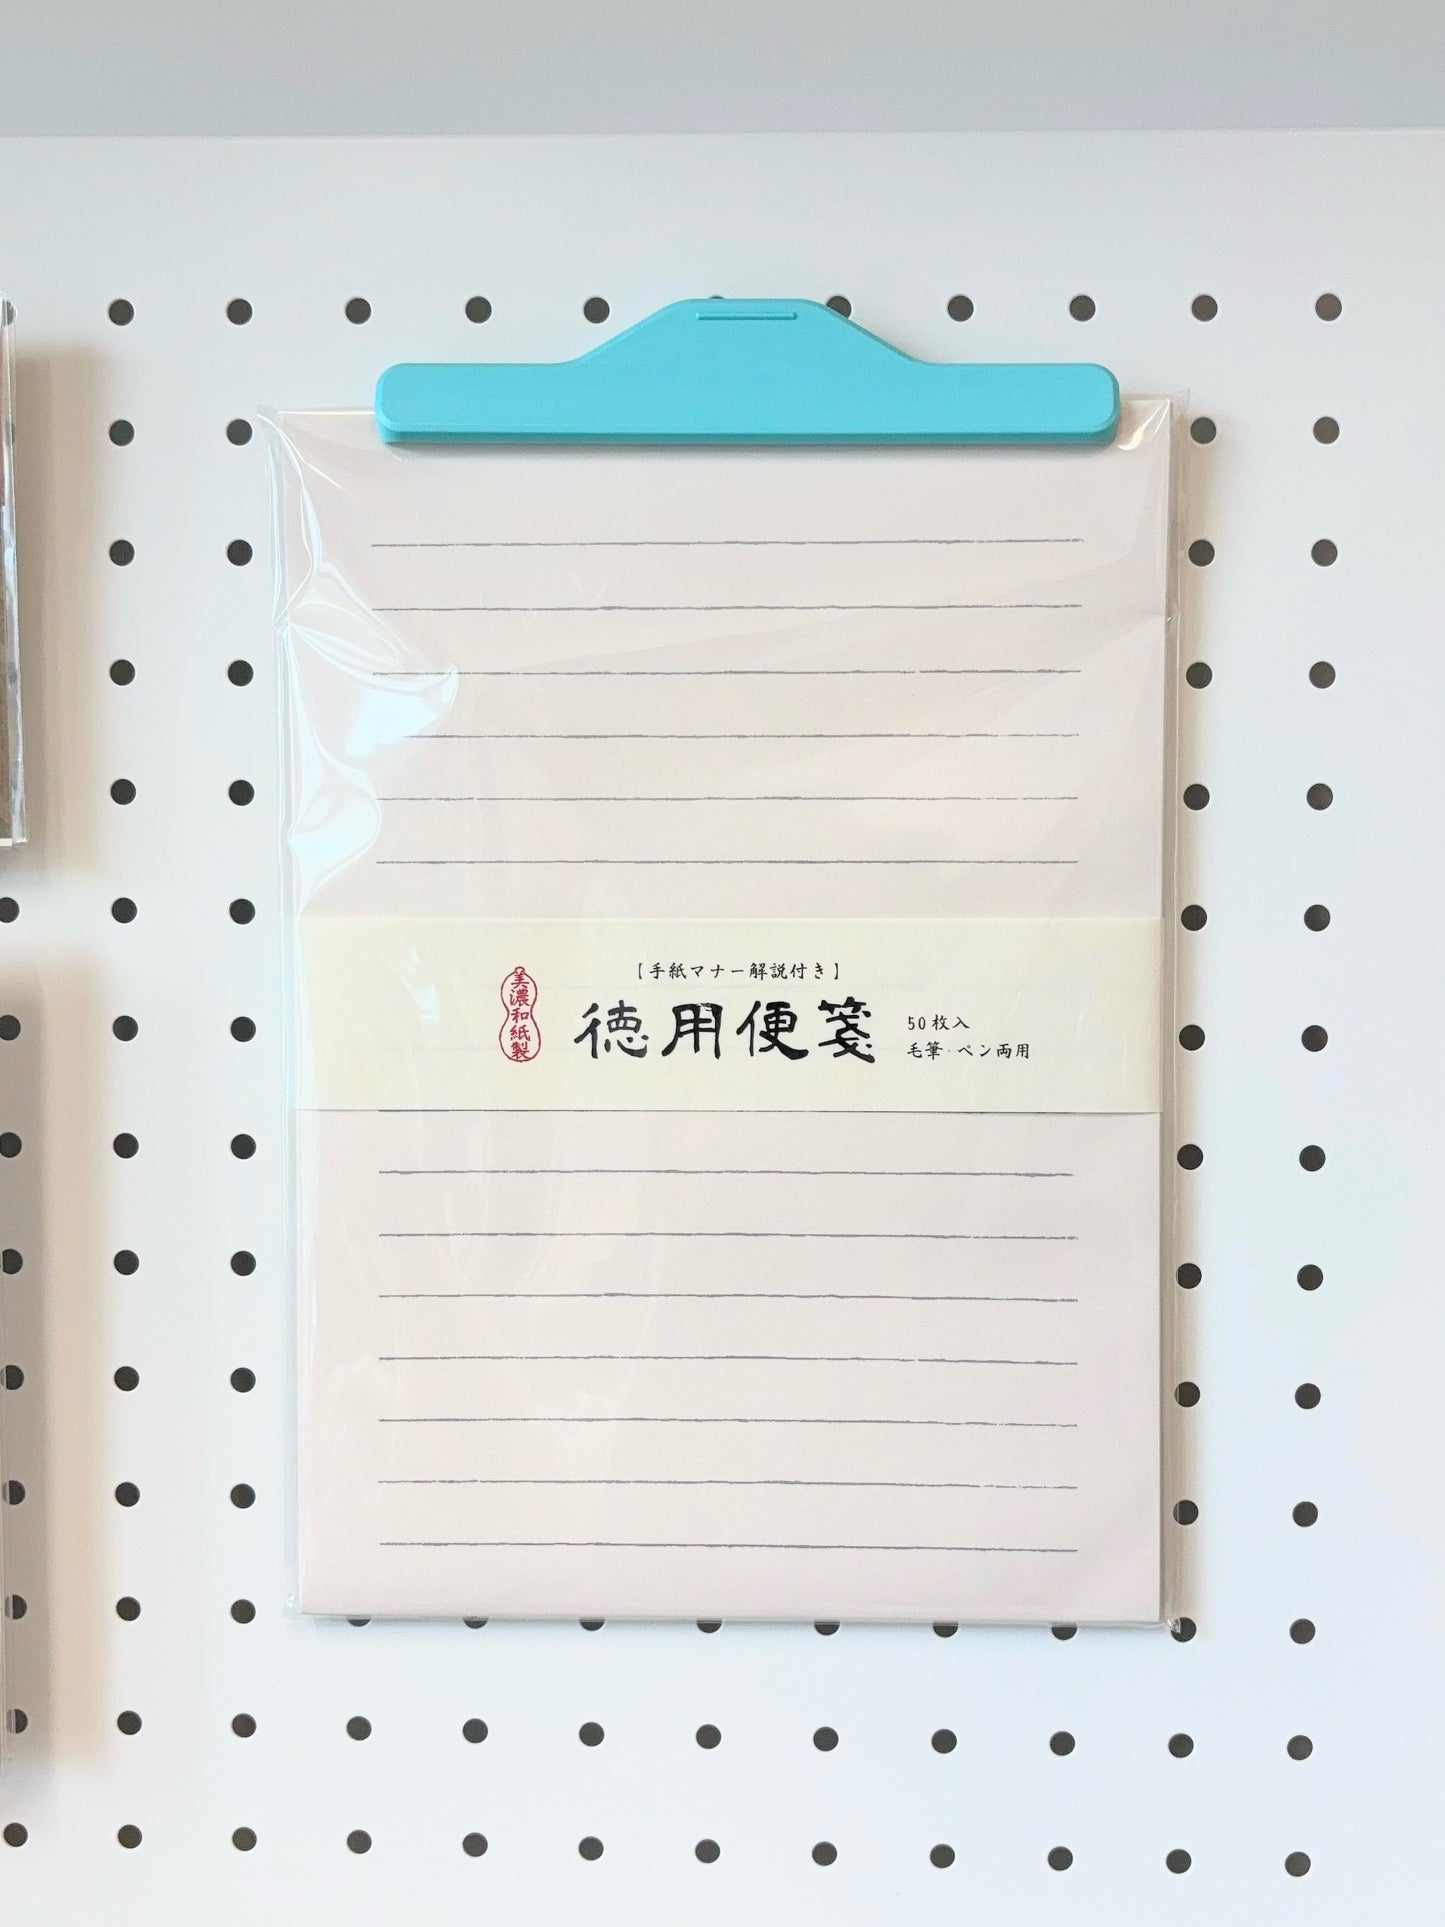 【手紙マナー解説付き】
美濃和紙製
徳用便箋
50枚入
毛筆・ペン両用